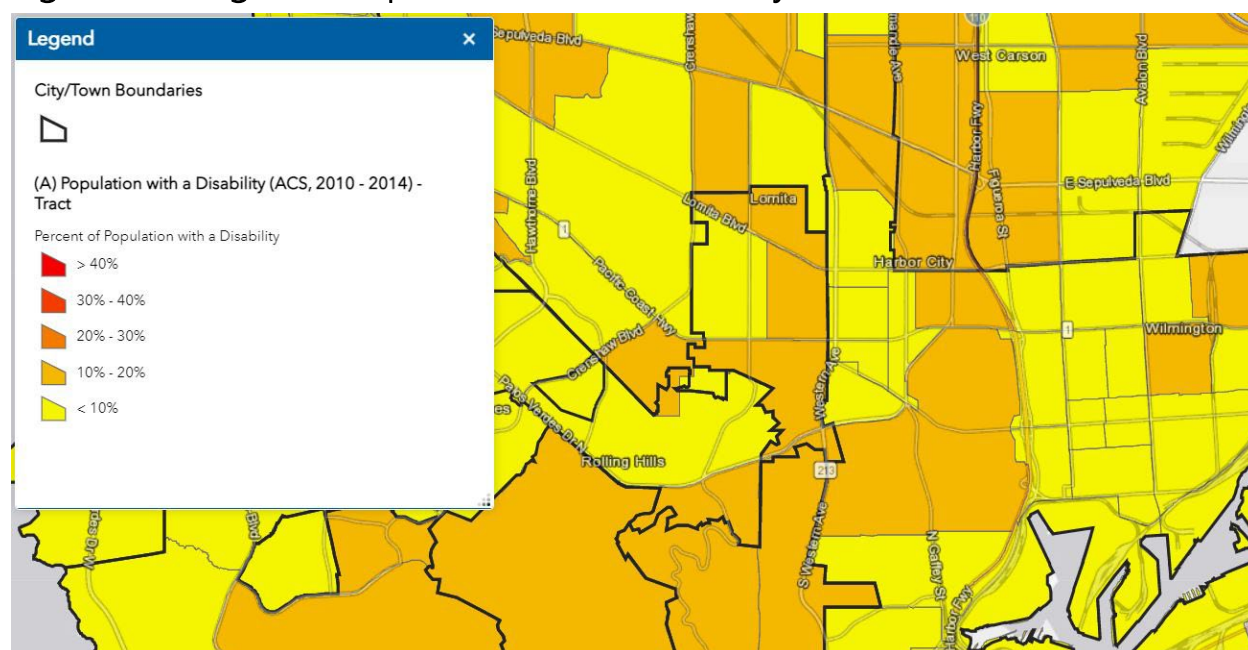 Legend
×
City/Town Boundaries
(A) Population with a Disability (ACS, 2010 - 2014) -
Tract
Percent of Population with a Disability
> 40%
30% - 40%
20% - 30%
10% - 20%
< 10%
Sepulveda Blvd
Crenshaw
West Carson
Avalon Blvd
Harbor Fwy
Figueroa St
E Sepulveda Blvd
Hawthorne Blvd
Lomita Blvd
Lomita
1
Harbor City
Pacific Coast Hwy
Crenshaw Blvd
Western Ave
1
Wilmington
Palos Verdes Dr N
Rolling Hills
213
S Western Ave
N Gaffey St
Harbor Fwy
Blvd